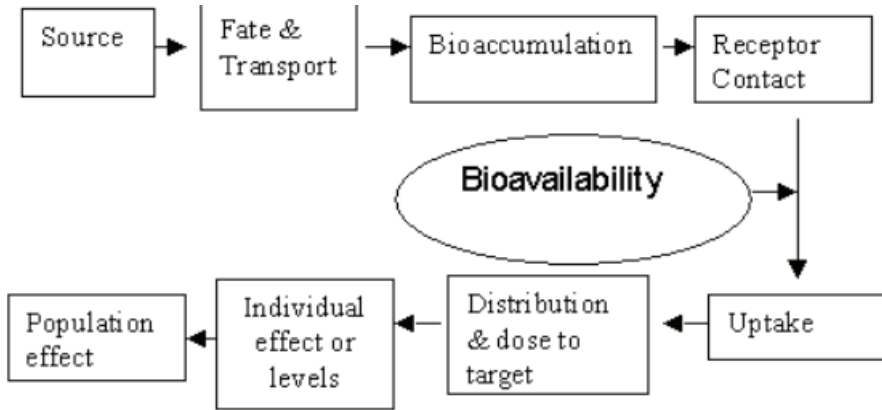 Source
Fate &
Transport
Bioaccumulation
Receptor
Contact
Bioavailability
Uptake
Distribution
& dose to
target
Individual
effect or
levels
Population
effect